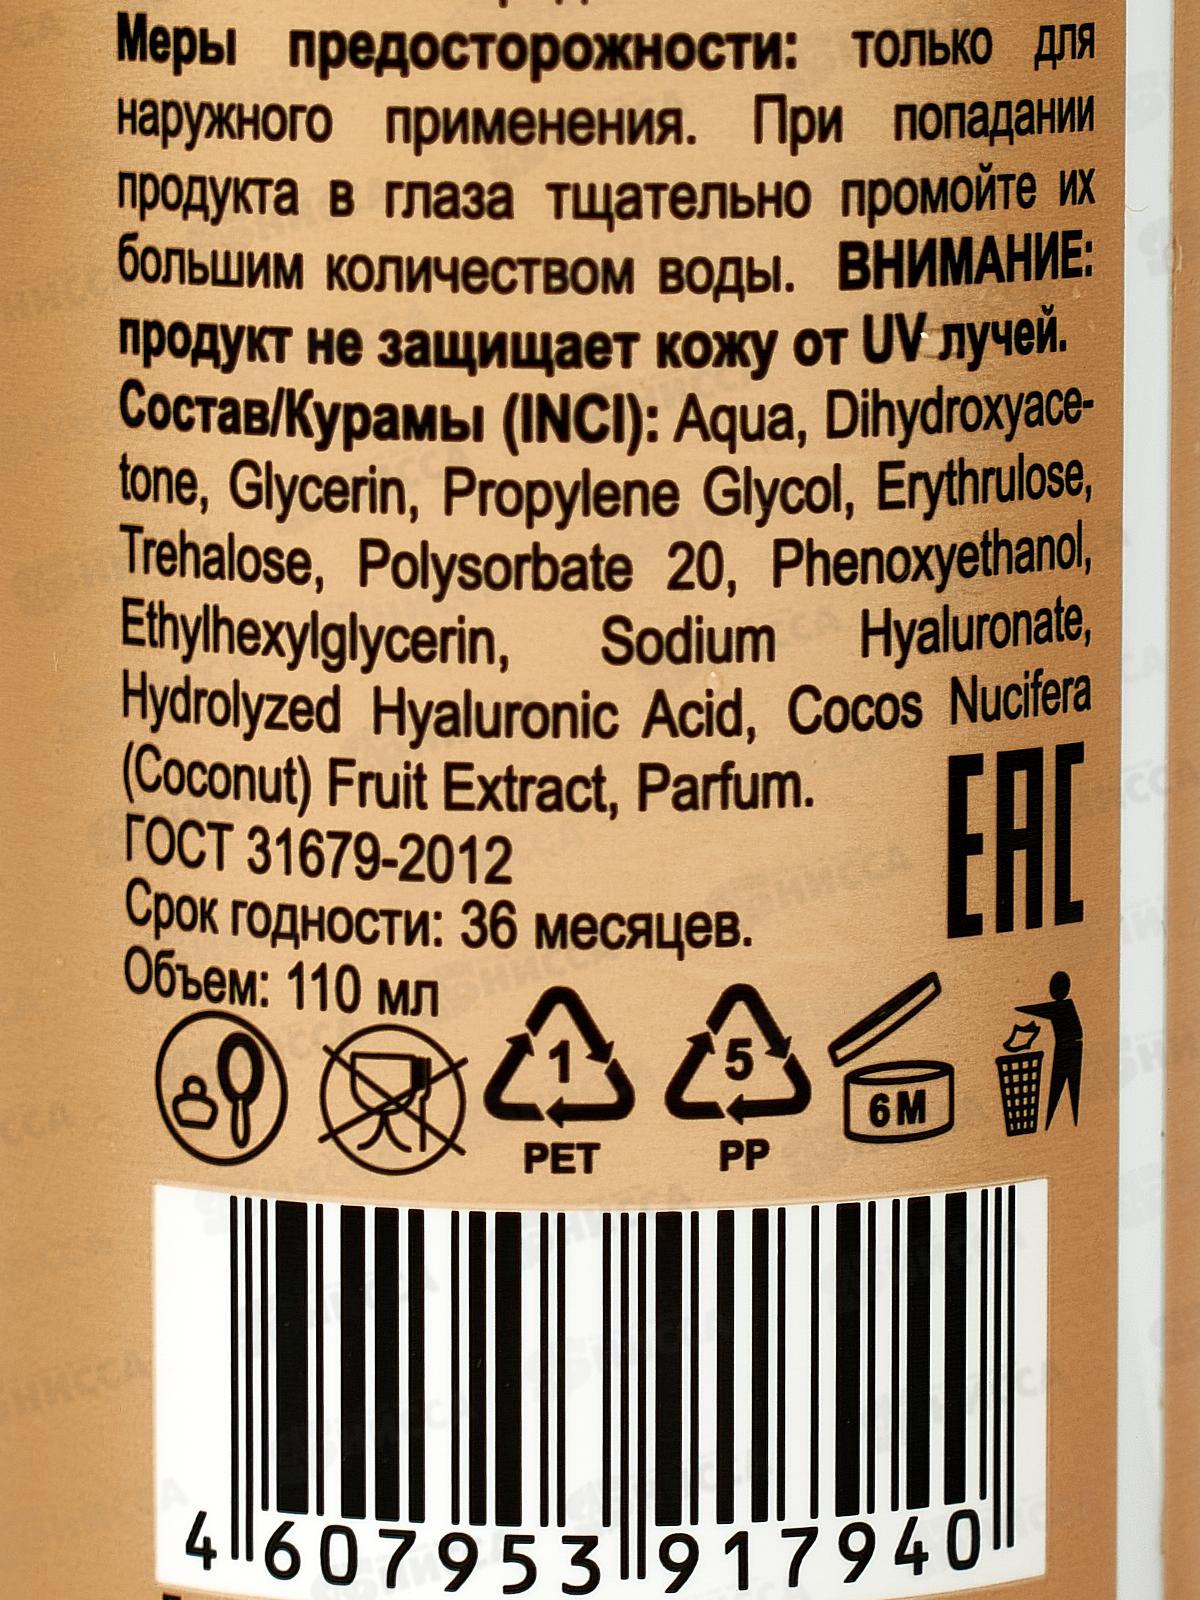 Меры предосторожности: только для
наружного применения. При попадании
продукта в глаза тщательно промойте их
большим количеством воды. ВНИМАНИЕ:
продукт не защищает кожу от UV лучей.
Состав/Курамы (INCI): Aqua, Dihydroxyace-
tone, Glycerin, Propylene Glycol, Erythrulose,
Trehalose, Polysorbate 20, Phenoxyethanol,
Ethylhexylglycerin, Sodium Hyaluronate,
Hydrolyzed Hyaluronic Acid, Cocos Nucifera
(Coconut) Fruit Extract, Parfum.
ГОСТ 31679-2012
Срок годности: 36 месяцев.
Объем: 110 мл
EAC
1
PET
5
PP
6M
4 607953 917940